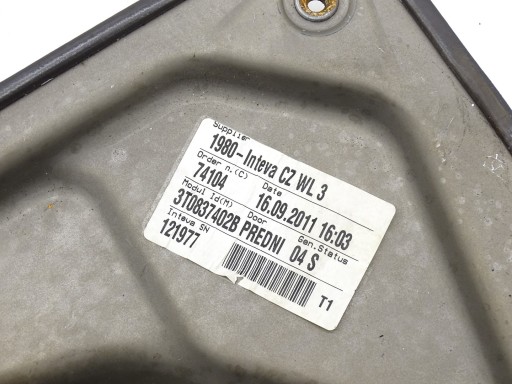 Supplier
1980-Inteva CZ WL 3
Order n.(C) Date
74104 16.09.2011 16:03
Modul Id(M) Door Gen.Status
3T0837402B PREDNI 04 S
Inteva SN
121977
T1